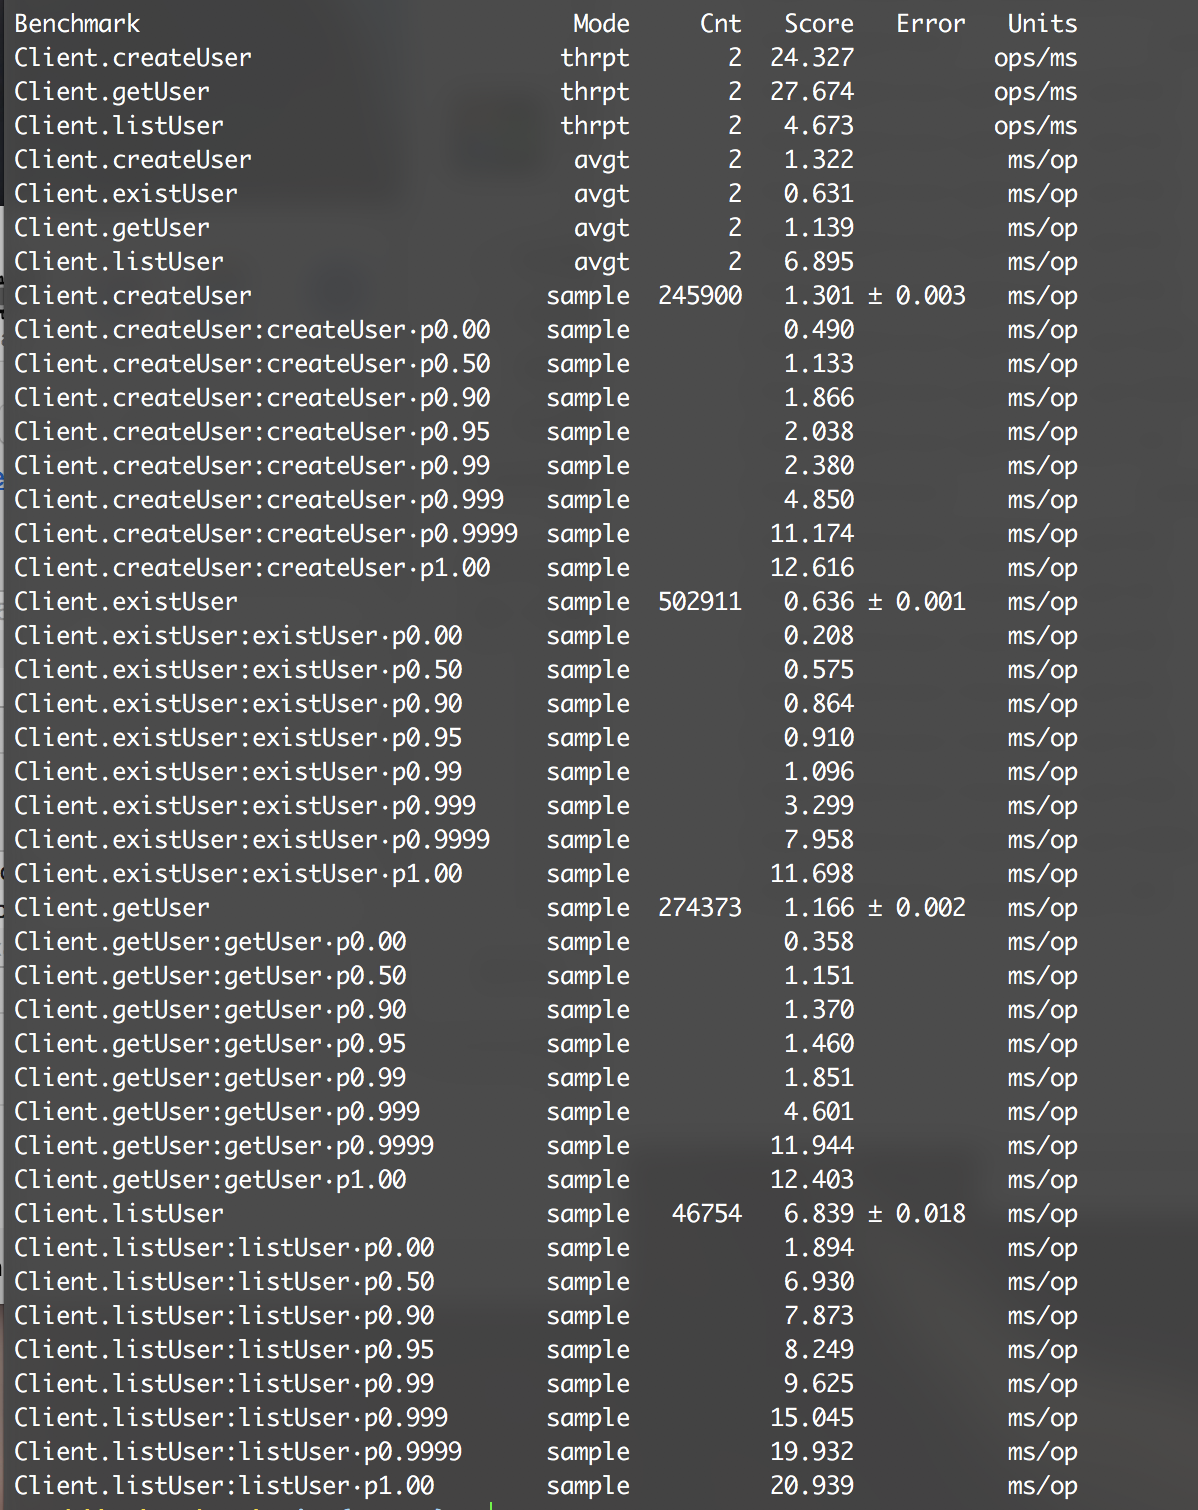 Benchmark Mode Cnt Score Error Units
Client.createUser thrpt 2 24.327 ops/ms
Client.getUser thrpt 2 27.674 ops/ms
Client.listUser thrpt 2 4.673 ops/ms
Client.createUser avgt 2 1.322 ms/op
Client.existUser avgt 2 0.631 ms/op
Client.getUser avgt 2 1.139 ms/op
Client.listUser avgt 2 6.895 ms/op
Client.createUser sample 245900 1.301 ± 0.003 ms/op
Client.createUser:createUser·p0.00 sample 0.490 ms/op
Client.createUser:createUser·p0.50 sample 1.133 ms/op
Client.createUser:createUser·p0.90 sample 1.866 ms/op
Client.createUser:createUser·p0.95 sample 2.038 ms/op
Client.createUser:createUser·p0.99 sample 2.380 ms/op
Client.createUser:createUser·p0.999 sample 4.850 ms/op
Client.createUser:createUser·p0.9999 sample 11.174 ms/op
Client.createUser:createUser·p1.00 sample 12.616 ms/op
Client.existUser sample 502911 0.636 ± 0.001 ms/op
Client.existUser:existUser·p0.00 sample 0.208 ms/op
Client.existUser:existUser·p0.50 sample 0.575 ms/op
Client.existUser:existUser·p0.90 sample 0.864 ms/op
Client.existUser:existUser·p0.95 sample 0.910 ms/op
Client.existUser:existUser·p0.99 sample 1.096 ms/op
Client.existUser:existUser·p0.999 sample 3.299 ms/op
Client.existUser:existUser·p0.9999 sample 7.958 ms/op
Client.existUser:existUser·p1.00 sample 11.698 ms/op
Client.getUser sample 274373 1.166 ± 0.002 ms/op
Client.getUser:getUser·p0.00 sample 0.358 ms/op
Client.getUser:getUser·p0.50 sample 1.151 ms/op
Client.getUser:getUser·p0.90 sample 1.370 ms/op
Client.getUser:getUser·p0.95 sample 1.460 ms/op
Client.getUser:getUser·p0.99 sample 1.851 ms/op
Client.getUser:getUser·p0.999 sample 4.601 ms/op
Client.getUser:getUser·p0.9999 sample 11.944 ms/op
Client.getUser:getUser·p1.00 sample 12.403 ms/op
Client.listUser sample 46754 6.839 ± 0.018 ms/op
Client.listUser:listUser·p0.00 sample 1.894 ms/op
Client.listUser:listUser·p0.50 sample 6.930 ms/op
Client.listUser:listUser·p0.90 sample 7.873 ms/op
Client.listUser:listUser·p0.95 sample 8.249 ms/op
Client.listUser:listUser·p0.99 sample 9.625 ms/op
Client.listUser:listUser·p0.999 sample 15.045 ms/op
Client.listUser:listUser·p0.9999 sample 19.932 ms/op
Client.listUser:listUser·p1.00 sample 20.939 ms/op